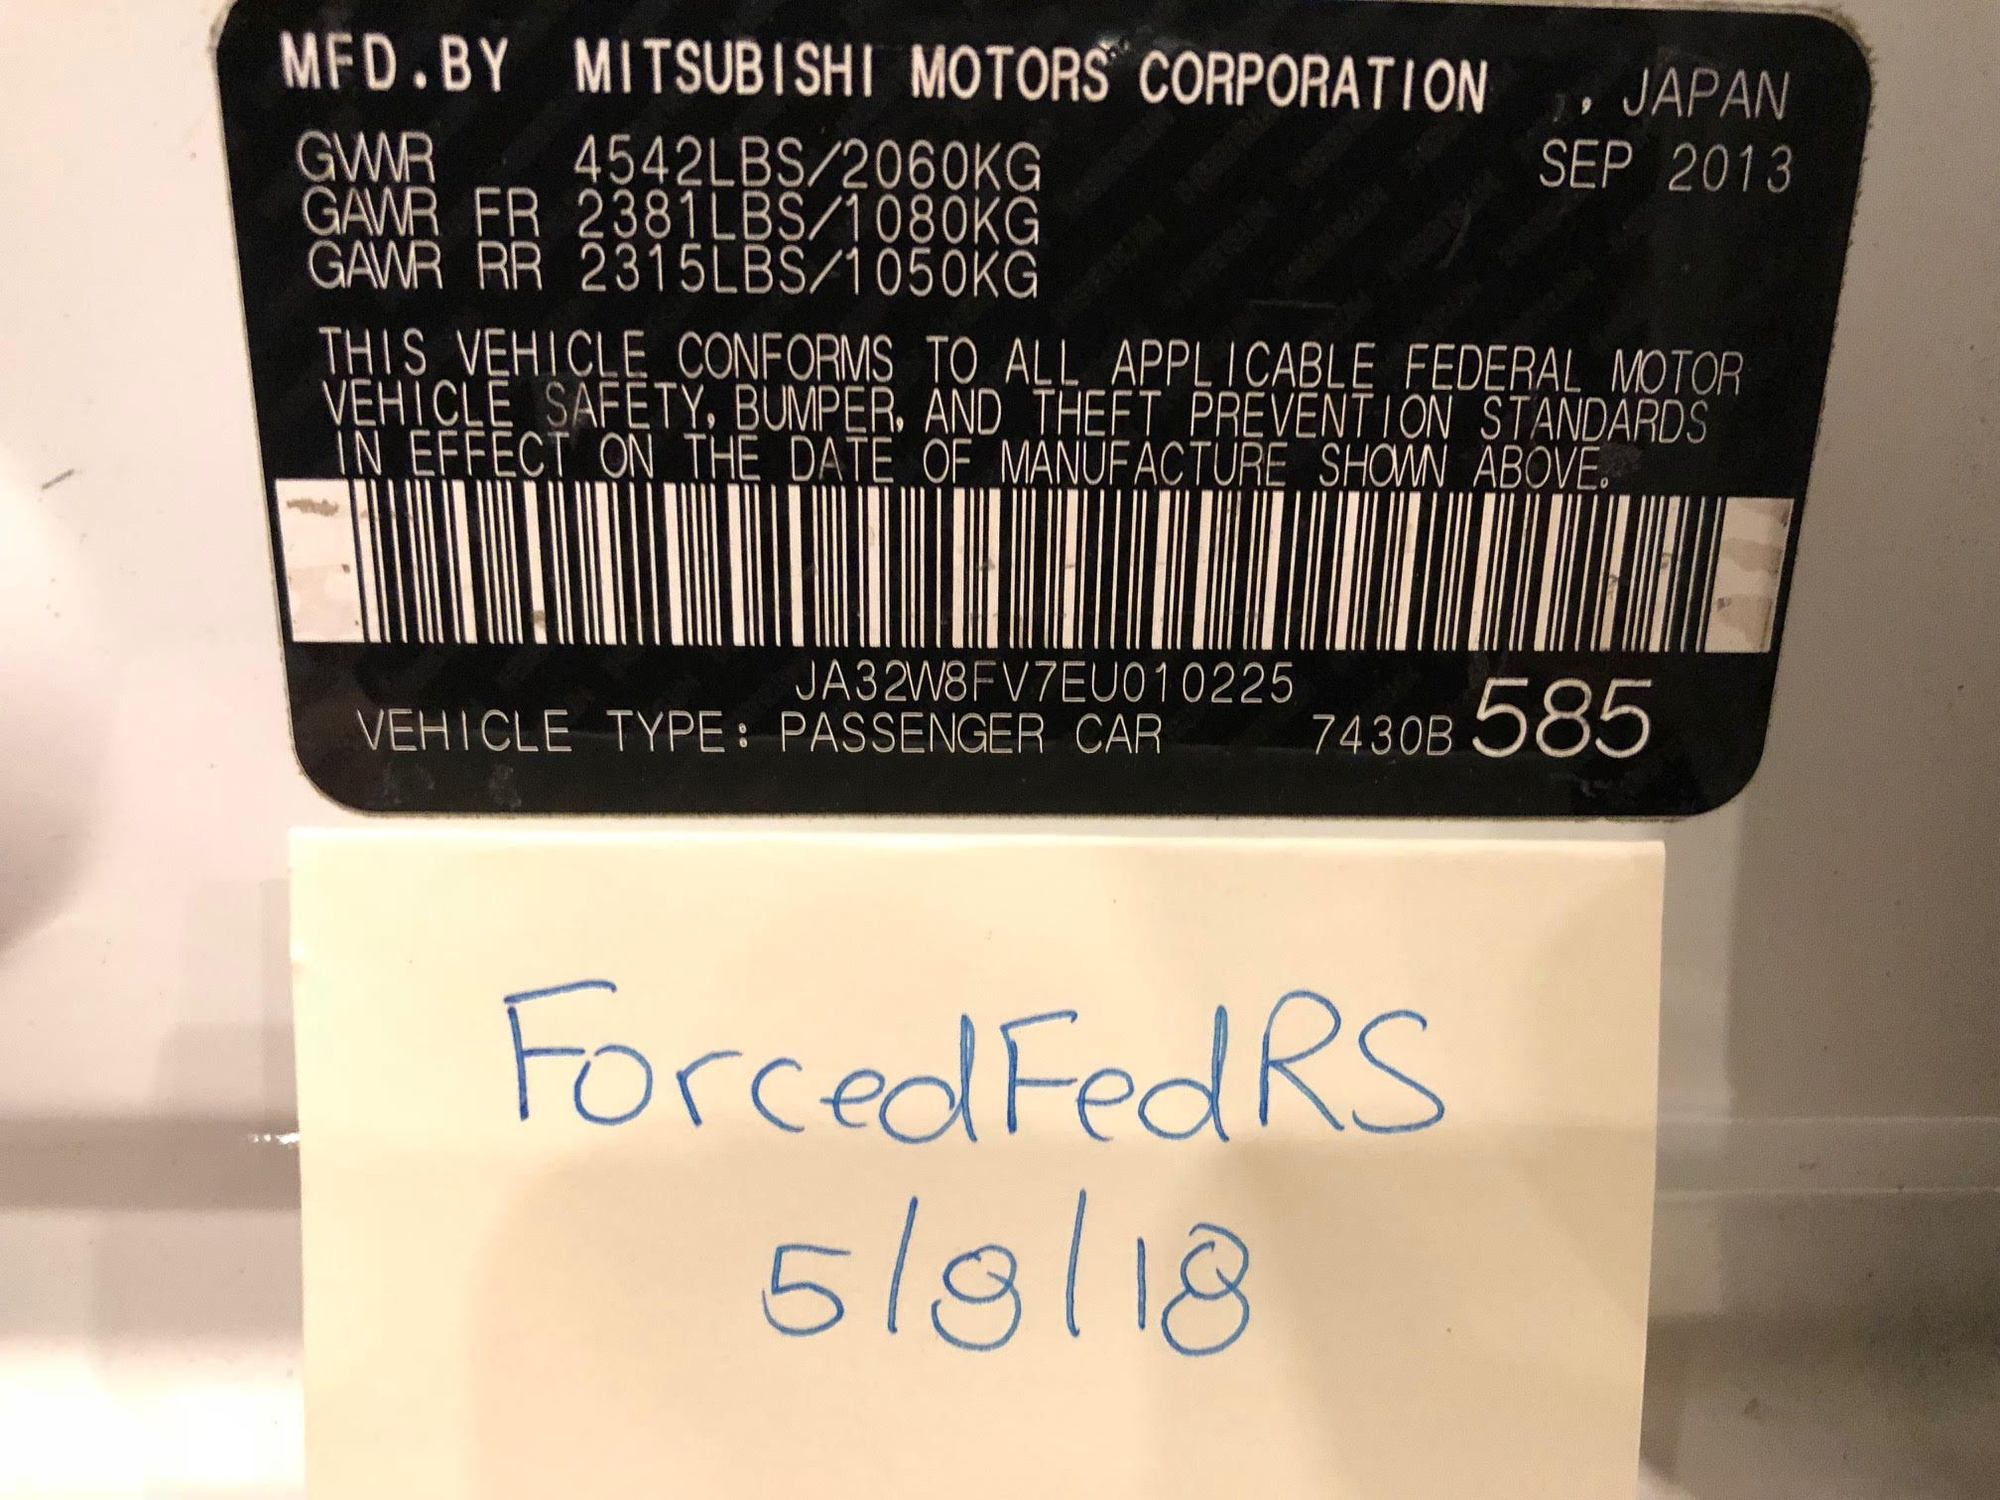 MFD.BY MITSUBISHI MOTORS CORPORATION , JAPAN
GVWR 4542LBS/2060KG SEP 2013
GAWR FR 2381LBS/1080KG
GAWR RR 2315LBS/1050KG
THIS VEHICLE CONFORMS TO ALL APPLICABLE FEDERAL MOTOR
VEHICLE SAFETY, BUMPER, AND THEFT PREVENTION STANDARDS
IN EFFECT ON THE DATE OF MANUFACTURE SHOWN ABOVE.
JA32W8FV7EU010225
VEHICLE TYPE: PASSENGER CAR 7430B 585
ForcedFedRS
5/8/18